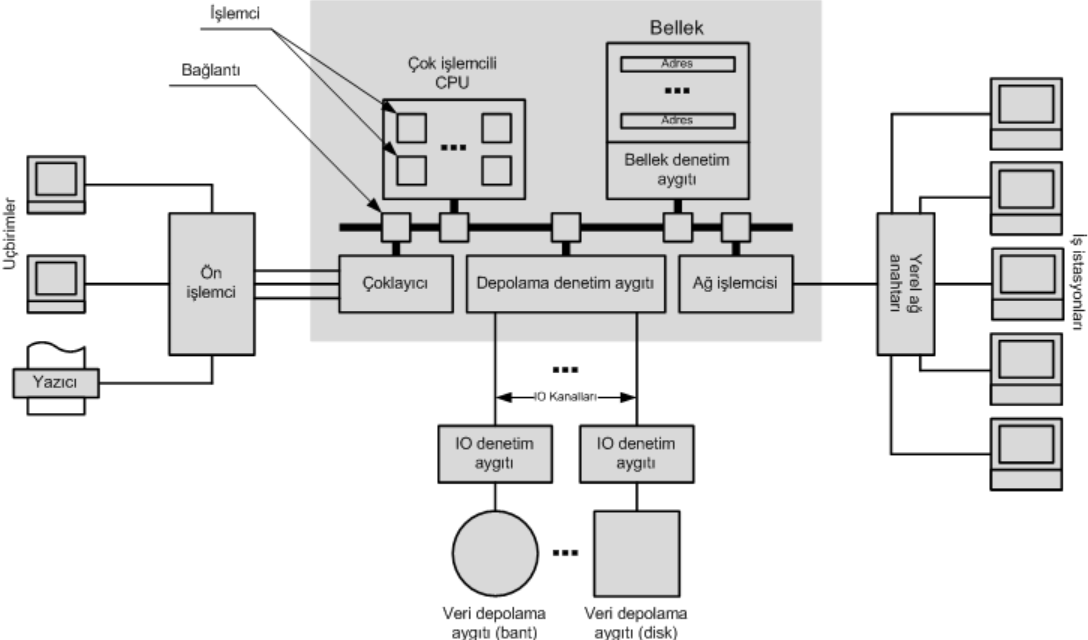 İşlemci
Bağlantı
Çok işlemcili
CPU
Bellek
Adres
Adres
Bellek denetim
aygıtı
Uçbirimler
Ön
işlemci
Yazıcı
Çoklayıcı
Depolama denetim aygıtı
Ağ işlemcisi
Yerel ağ
anahtarı
İş istasyonları
IO Kanalları
IO denetim
aygıtı
IO denetim
aygıtı
Veri depolama
aygıtı (bant)
Veri depolama
aygıtı (disk)